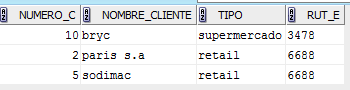 NUMERO_C NOMBRE_CLIENTE TIPO RUT_E
10 bryc supermercado 3478
2 paris s.a retail 6688
5 sodimac retail 6688